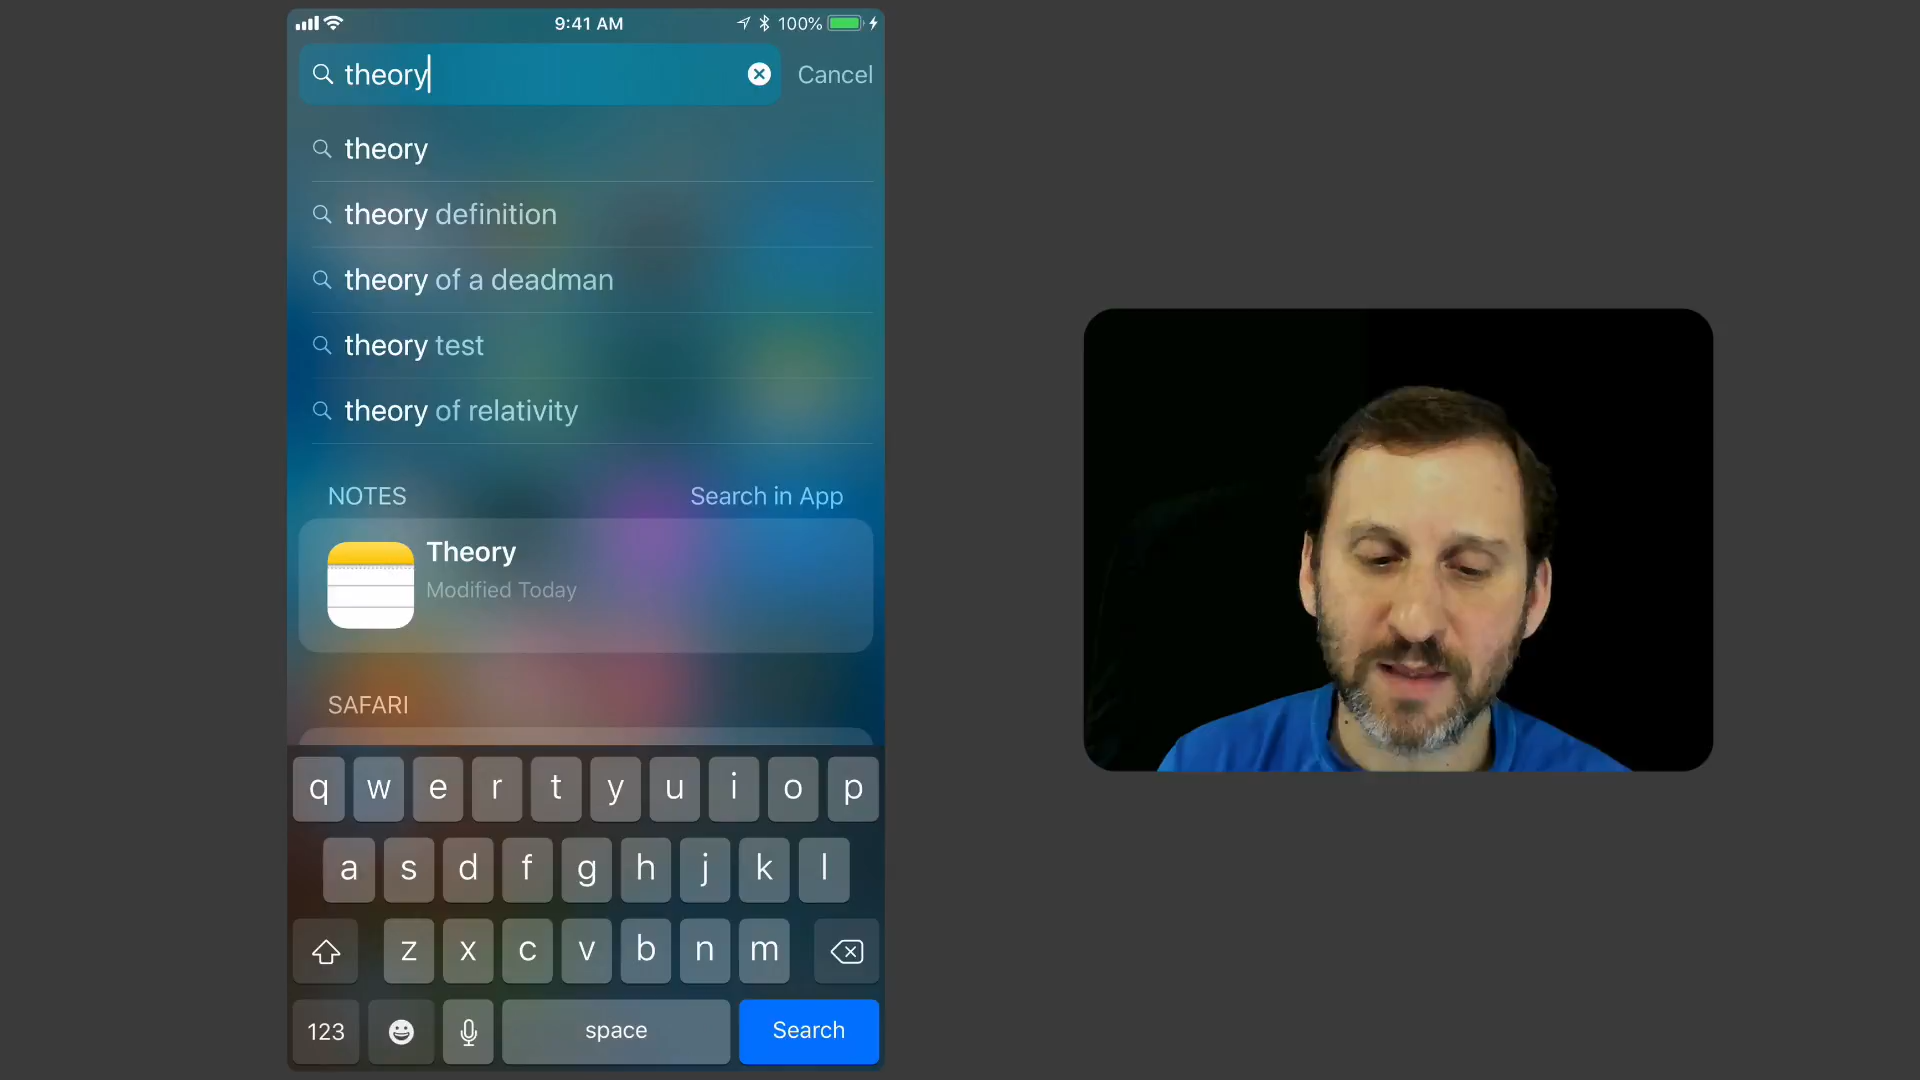 9:41 AM
100%
theory
Cancel
theory
theory definition
theory of a deadman
theory test
theory of relativity
NOTES
Search in App
Theory
Modified Today
SAFARI
q w e r t y u i o p
a s d f g h j k l
z x c v b n m
123
space
Search